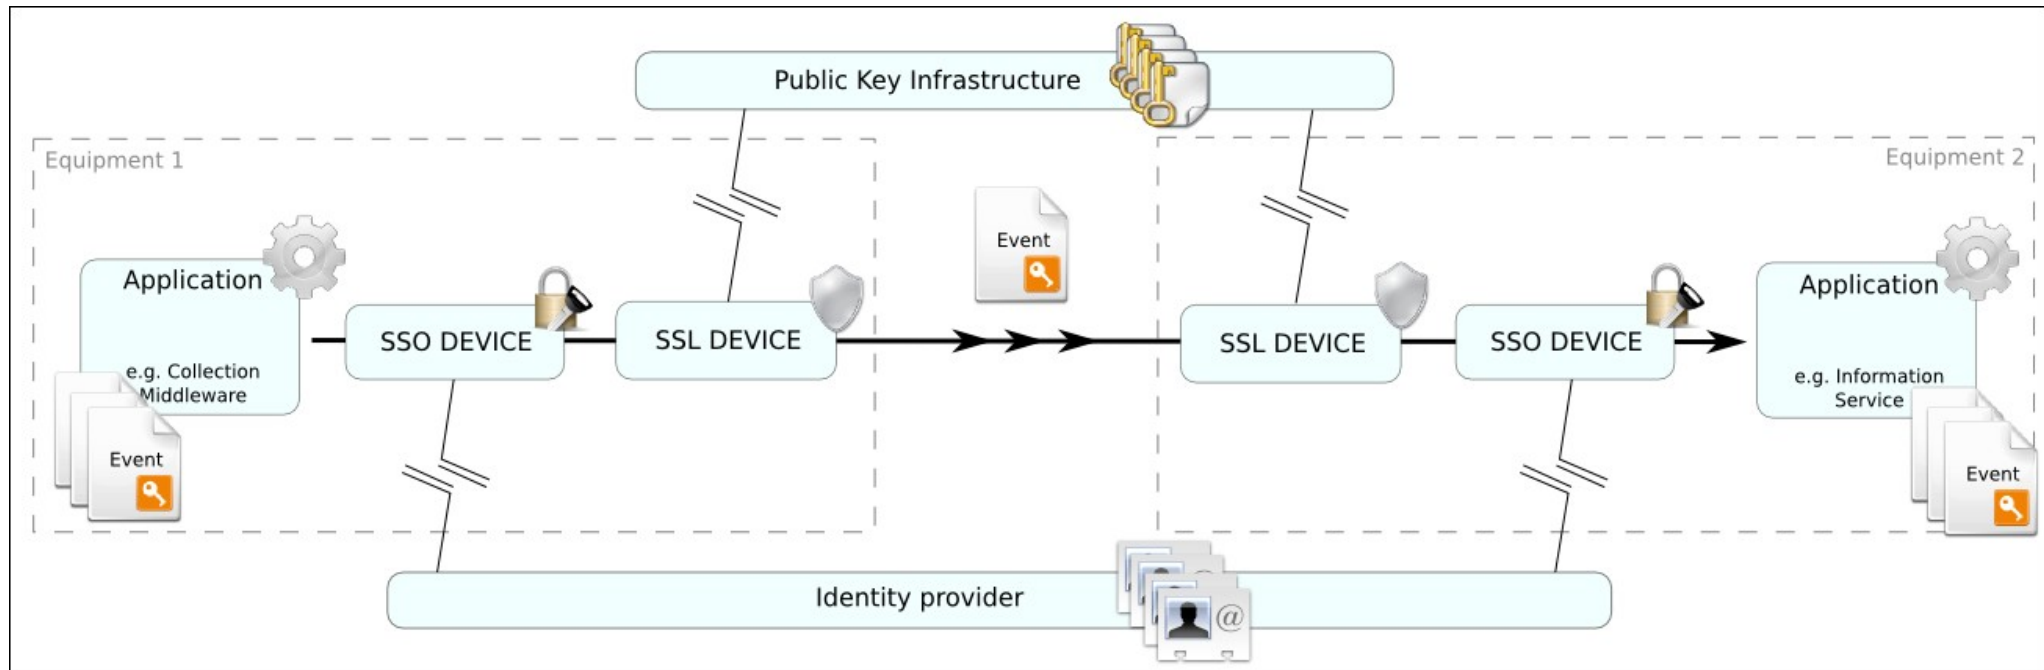 Public Key Infrastructure
Equipment 1
Equipment 2
Event
Application
e.g. Collection
Middleware
Event
SSO DEVICE
SSL DEVICE
SSL DEVICE
SSO DEVICE
Application
e.g. Information
Service
Event
Identity provider
@